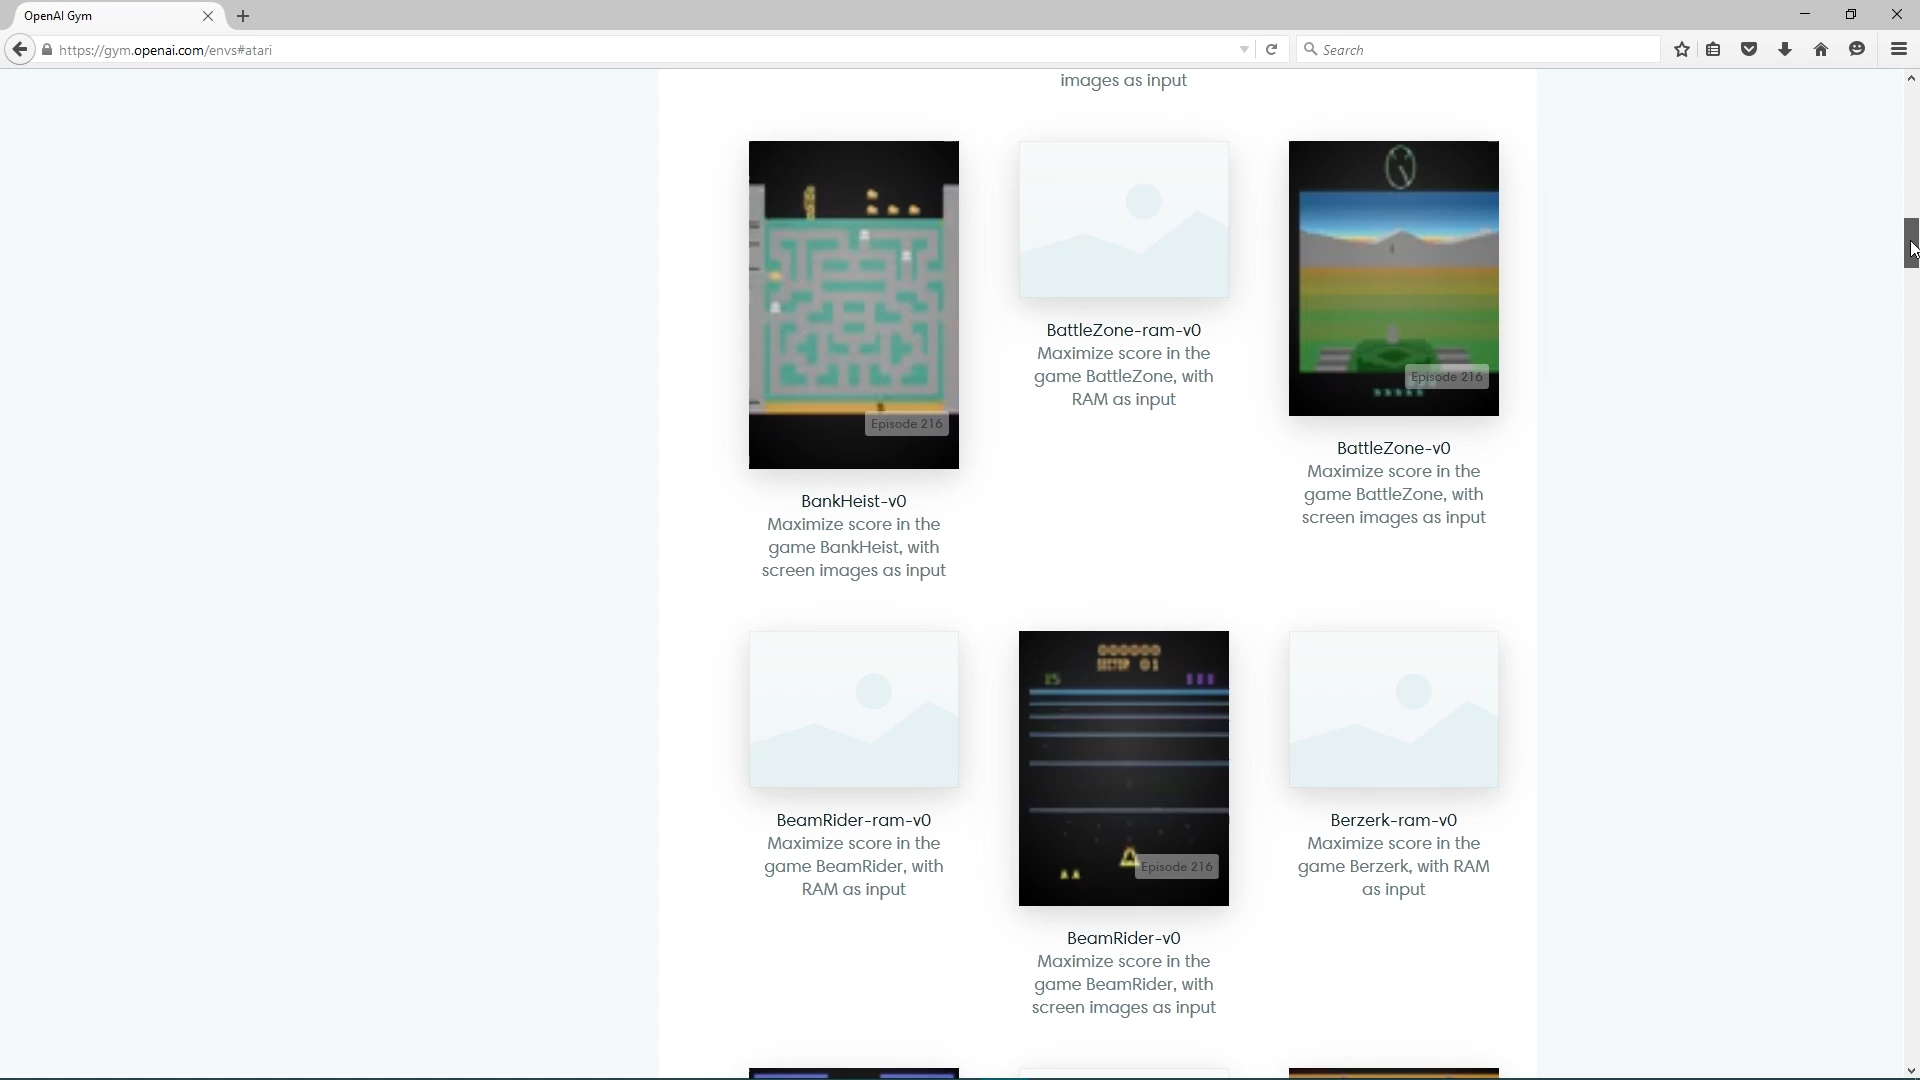 OpenAI Gym
https://gym.openai.com/envs#atari
Search
images as input
Episode 216
BankHeist-v0
Maximize score in the
game BankHeist, with
screen images as input
BattleZone-ram-v0
Maximize score in the
game BattleZone, with
RAM as input
Episode 216
BattleZone-v0
Maximize score in the
game BattleZone, with
screen images as input
BeamRider-ram-v0
Maximize score in the
game BeamRider, with
RAM as input
000000
SECTOR 01
15
Episode 216
BeamRider-v0
Maximize score in the
game BeamRider, with
screen images as input
Berzerk-ram-v0
Maximize score in the
game Berzerk, with RAM
as input